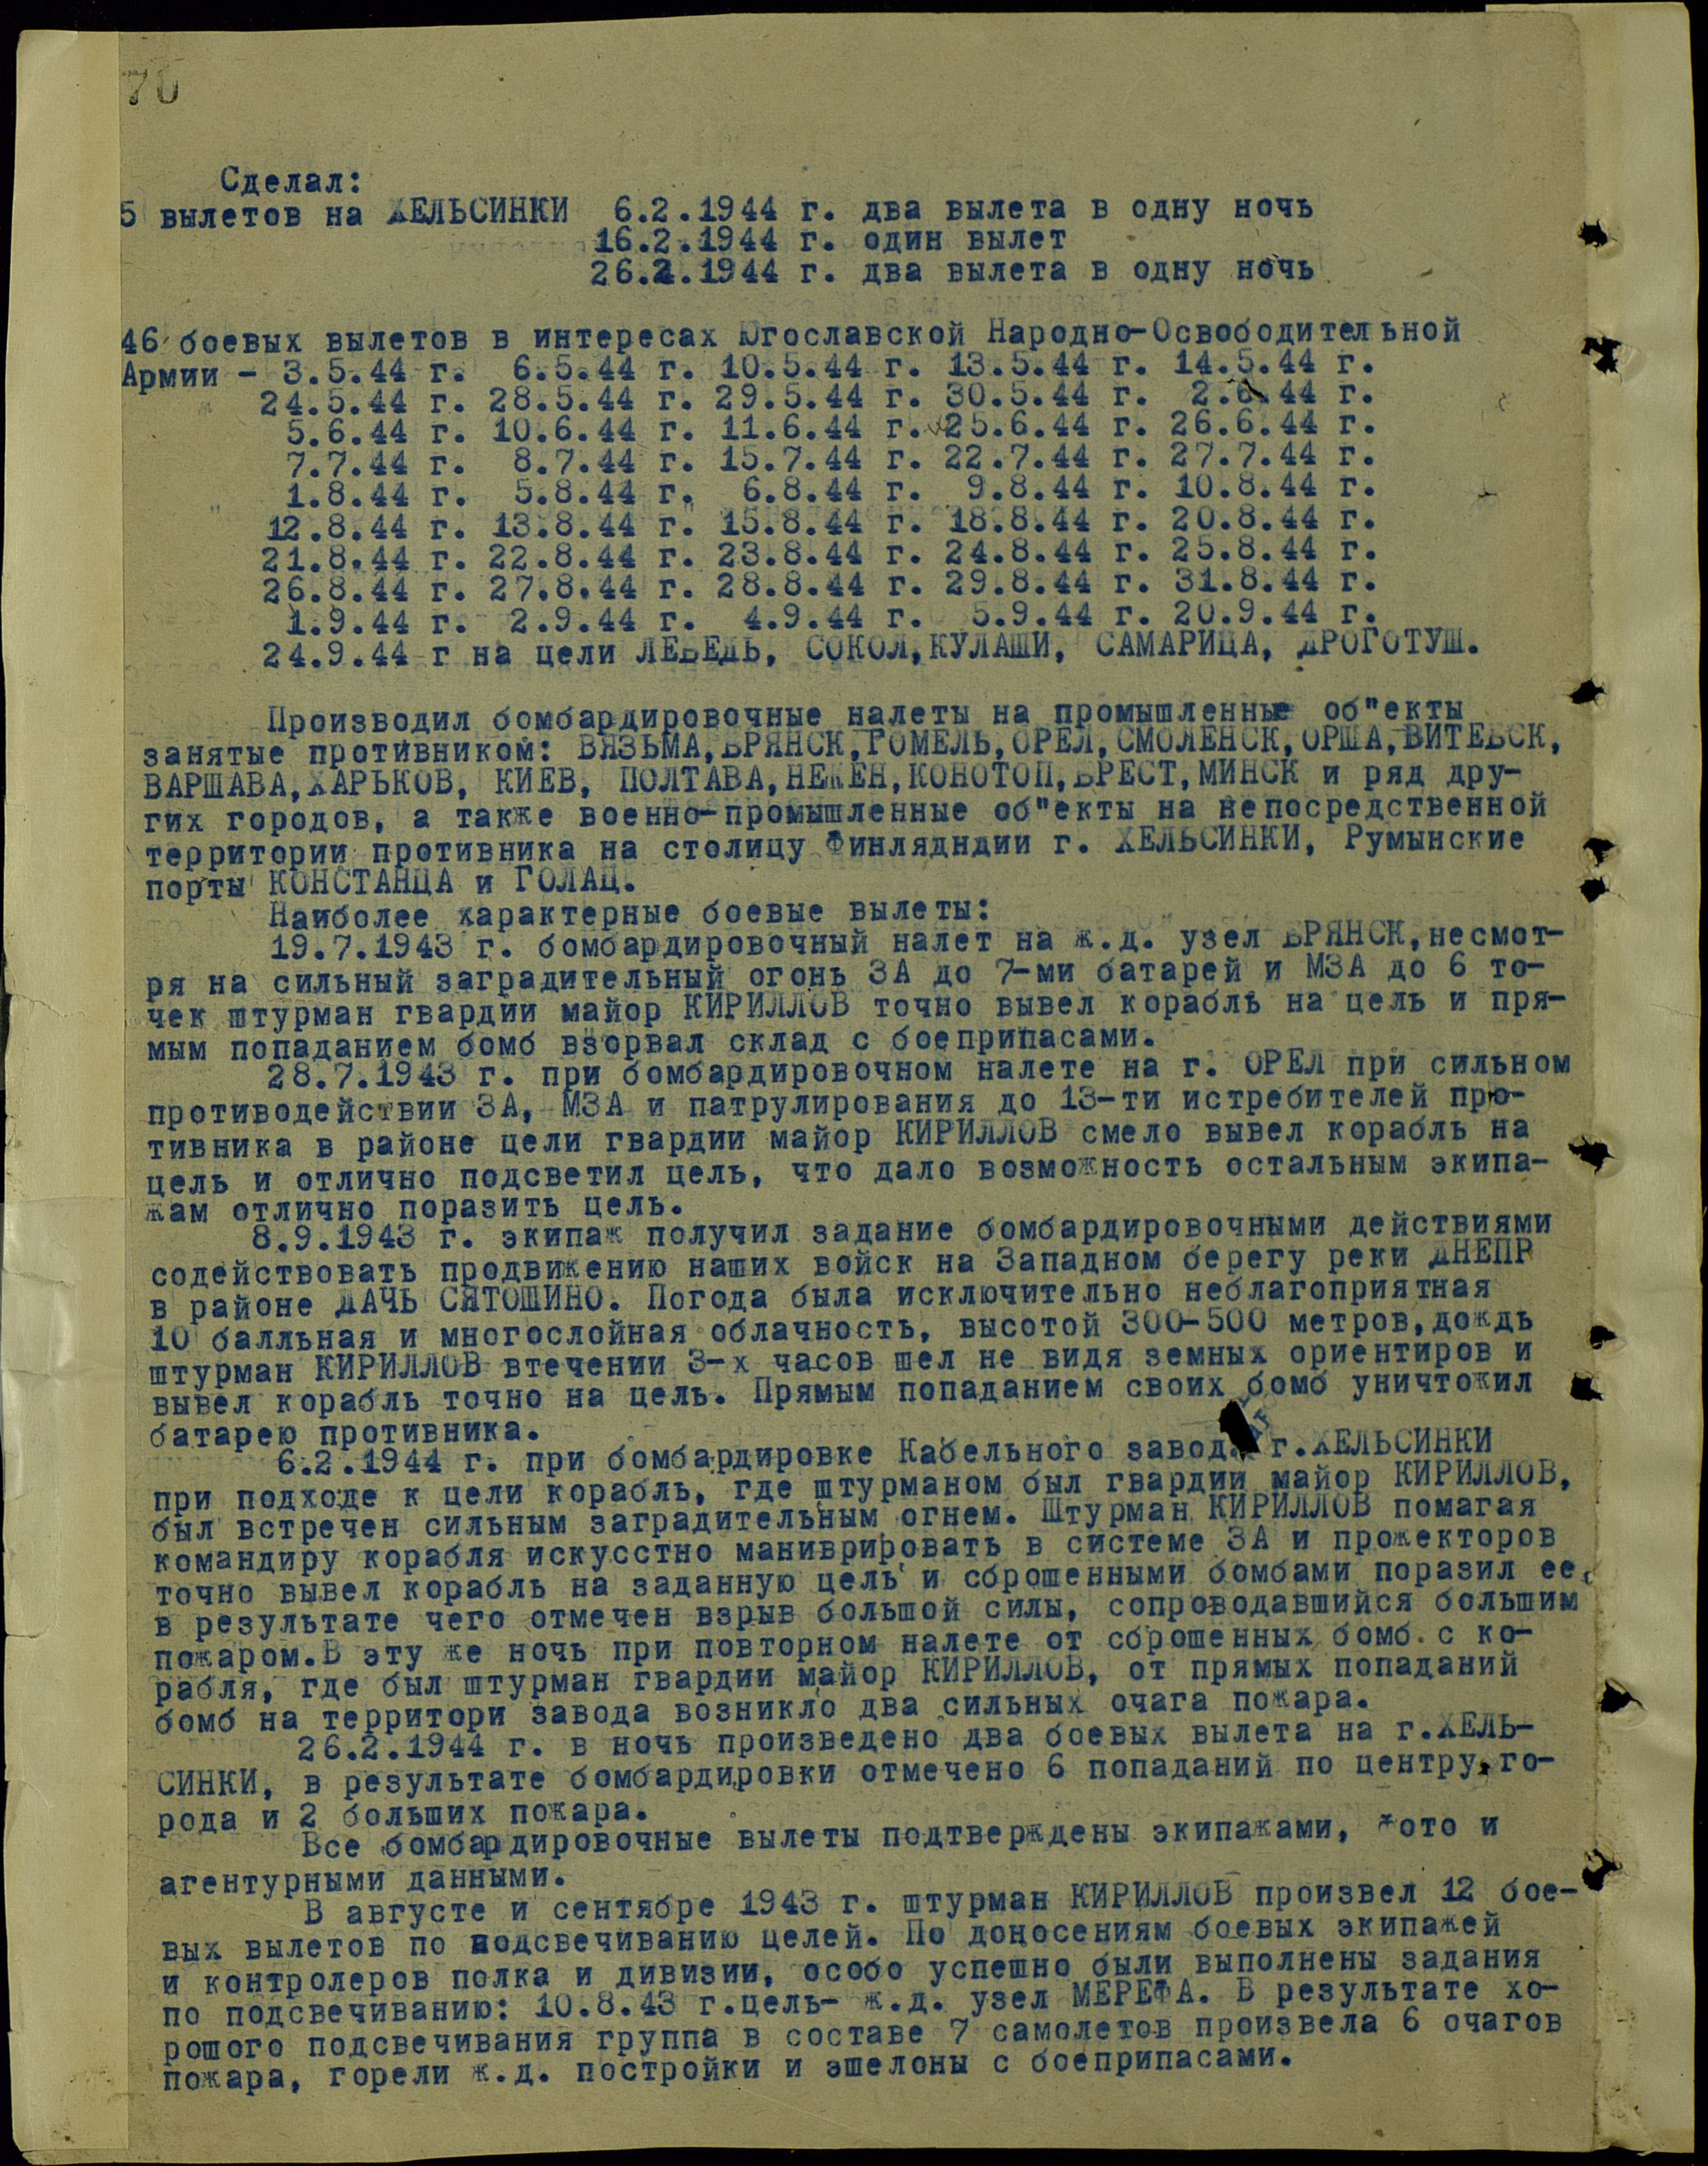 70
Сделал:
5 вылетов на ХЕЛЬСИНКИ 6.2.1944 г. два вылета в одну ночь
16.2.1944 г. один вылет
26.2.1944 г. два вылета в одну ночь
46 боевых вылетов в интересах Югославской Народно-Освободительной
Армии - 3.5.44 г. 6.5.44 г. 10.5.44 г. 13.5.44 г. 14.5.44 г.
24.5.44 г. 28.5.44 г. 29.5.44 г. 30.5.44 г. 2.6.44 г.
5.6.44 г. 10.6.44 г. 11.6.44 г. 25.6.44 г. 26.6.44 г.
7.7.44 г. 8.7.44 г. 15.7.44 г. 22.7.44 г. 27.7.44 г.
1.8.44 г. 5.8.44 г. 6.8.44 г. 9.8.44 г. 10.8.44 г.
12.8.44 г. 13.8.44 г. 15.8.44 г. 18.8.44 г. 20.8.44 г.
21.8.44 г. 22.8.44 г. 23.8.44 г. 24.8.44 г. 25.8.44 г.
26.8.44 г. 27.8.44 г. 28.8.44 г. 29.8.44 г. 31.8.44 г.
1.9.44 г. 2.9.44 г. 4.9.44 г. 5.9.44 г. 20.9.44 г.
24.9.44 г на цели ЛЕБЕДЬ, СОКОЛ, КУЛАШИ, САМАРИЦА, ДРОГОТУШ.
Производил бомбардировочные налеты на промышленные об"екты
занятые противником: ВЯЗЬМА, БРЯНСК, ГОМЕЛЬ, ОРЕЛ, СМОЛЕНСК, ОРША, ВИТЕБСК,
ВАРШАВА, ХАРЬКОВ, КИЕВ, ПОЛТАВА, НЕЖЕН, КОНОТОП, БРЕСТ, МИНСК и ряд дру-
гих городов, а также военно-промышленные об"екты на непосредственной
территории противника на столицу Финляндндии г. ХЕЛЬСИНКИ, Румынские
порты КОНСТАНЦА и ГОЛАЦ.
Наиболее характерные боевые вылеты:
19.7.1943 г. бомбардировочный налет на ж.д. узел БРЯНСК, несмот-
ря на сильный заградительный огонь ЗА до 7-ми батарей и МЗА до 6 то-
чек штурман гвардии майор КИРИЛЛОВ точно вывел корабль на цель и пря-
мым попаданием бомб взорвал склад с боеприпасами.
28.7.1943 г. при бомбардировочном налете на г. ОРЕЛ при сильном
противодействии ЗА, МЗА и патрулирования до 13-ти истребителей про-
тивника в районе цели гвардии майор КИРИЛЛОВ смело вывел корабль на
цель и отлично подсветил цель, что дало возможность остальным экипа-
жам отлично поразить цель.
8.9.1943 г. экипаж получил задание бомбардировочными действиями
содействовать продвижению наших войск на Западном берегу реки ДНЕПР
в районе ДАЧЬ СЯТОШИНО. Погода была исключительно неблагоприятная
10 балльная и многослойная облачность, высотой 300-500 метров, дождь
штурман КИРИЛЛОВ втечении 3-х часов шел не видя земных ориентиров и
вывел корабль точно на цель. Прямым попаданием своих бомб уничтожил
батарею противника.
6.2.1944 г. при бомбардировке Кабельного завод г. ХЕЛЬСИНКИ
при подходе к цели корабль, где штурманом был гвардии майор КИРИЛЛОВ,
был встречен сильным заградительным огнем. Штурман КИРИЛЛОВ помагая
командиру корабля искусстно маниврировать в системе ЗА и прожекторов
точно вывел корабль на заданную цель и сброшенными бомбами поразил ее,
в результате чего отмечен взрыв большой силы, сопроводавшийся большим
пожаром. В эту же ночь при повторном налете от сброшенных бомб с ко-
рабля, где был штурман гвардии майор КИРИЛЛОВ, от прямых попаданий
бомб на територи завода возникло два сильных очага пожара.
26.2.1944 г. в ночь произведено два боевых вылета на г. ХЕЛЬ-
СИНКИ, в результате бомбардировки отмечено 6 попаданий по центру го-
рода и 2 больших пожара.
Все бомбардировочные вылеты подтверждены экипажами, фото и
агентурными данными.
В августе и сентябре 1943 г. штурман КИРИЛЛОВ произвел 12 бое-
вых вылетов по подсвечиванию целей. По доносениям боевых экипажей
и контролеров полка и дивизии, особо успешно были выполнены задания
по подсвечиванию: 10.8.43 г. цель- ж.д. узел МЕРЕФА. В результате хо-
рошого подсвечивания группа в составе 7 самолетов произвела 6 очагов
пожара, горели ж.д. постройки и эшелоны с боеприпасами.